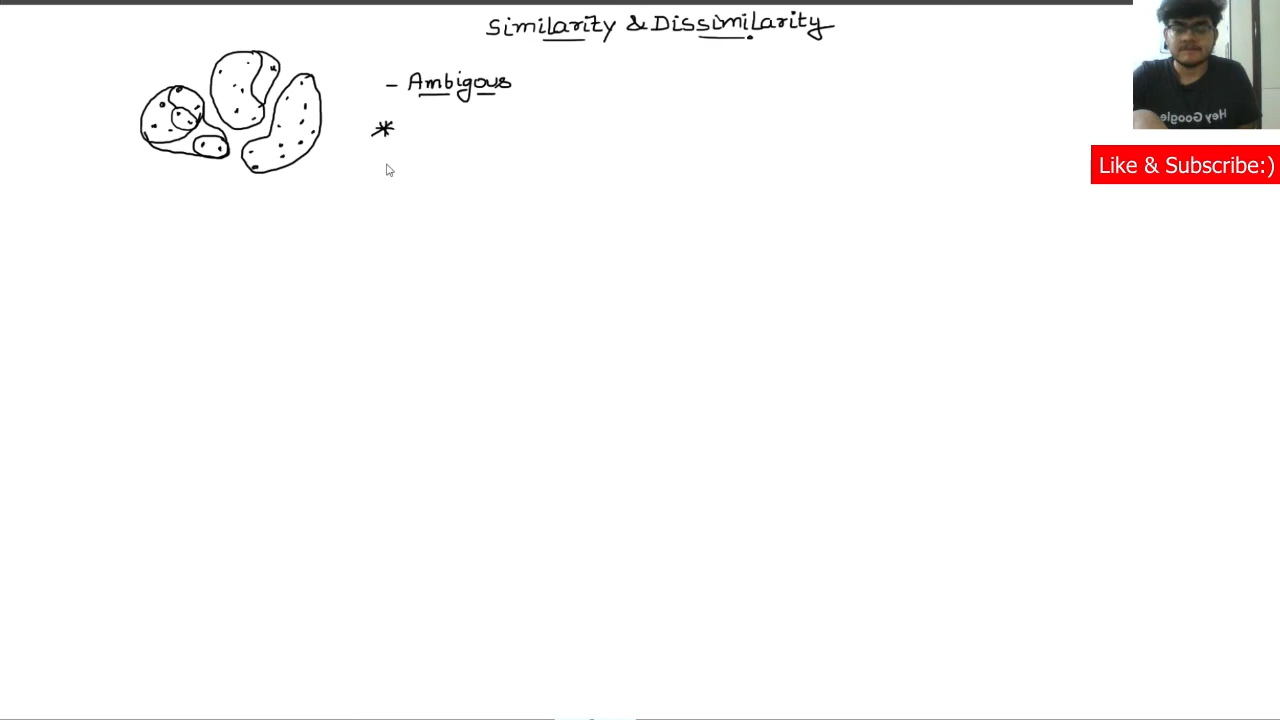 Similarity & Dissimilarity
- Ambigous
*
Hey Google
Like & Subscribe:)